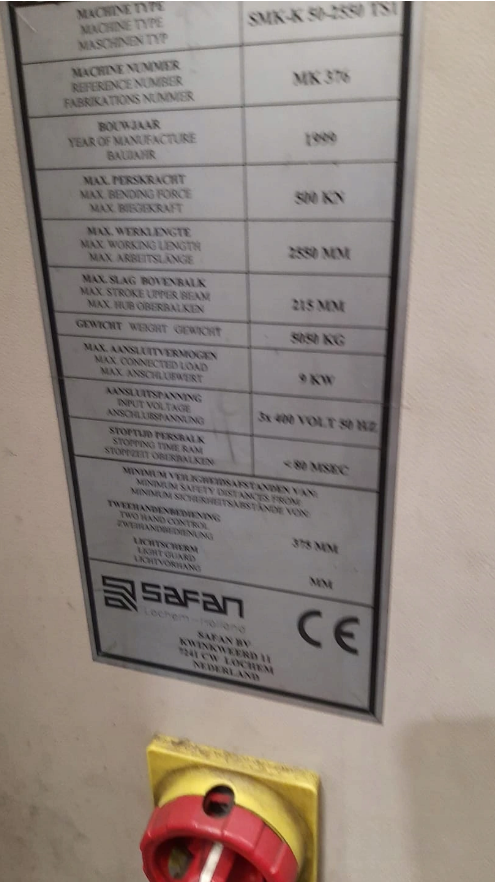 MACHINE TYPE
MACHINE TYPE
MASCHINEN TYP
SMK-K 50-2550 TS1
MACHINE NUMMER
REFERENCE NUMBER
FABRIKATIONS NUMMER
MK 376
BOUWJAAR
YEAR OF MANUFACTURE
BAUJAHR
1999
MAX. PERSKRACHT
MAX. BENDING FORCE
MAX. BIEGEKRAFT
500 KN
MAX. WERKLENGTE
MAX. WORKING LENGTH
MAX. ARBEITSLÄNGE
2550 MM
MAX. SLAG BOVENBALK
MAX. STROKE UPPER BEAM
MAX. HUB OBERBALKEN
215 MM
GEWICHT WEIGHT GEWICHT
5050 KG
MAX. AANSLUITVERMOGEN
MAX. CONNECTED LOAD
MAX. ANSCHLUßWERT
9 KW
AANSLUITSPANNING
INPUT VOLTAGE
ANSCHLUßSPANNUNG
3x 400 VOLT 50 HZ
STOPTIJD PERSBALK
STOPPING TIME RAM
STOPPZEIT OBERBALKEN
< 80 MSEC
MINIMUM VEILIGHEIDSAFSTANDEN VAN:
MINIMUM SAFETY DISTANCES FROM:
MINIMUM SICHERHEITSABSTÄNDE VON:
TWEEHANDENBEDIENING
TWO HAND CONTROL
ZWEIHANDBEDIENUNG
375 MM
LICHTSCHERM
LIGHT GUARD
LICHTVORHANG
MM
SAFAN
Lochem - Holland
CE
SAFAN BV
KWINKWEERD 11
7241 CW LOCHEM
NEDERLAND